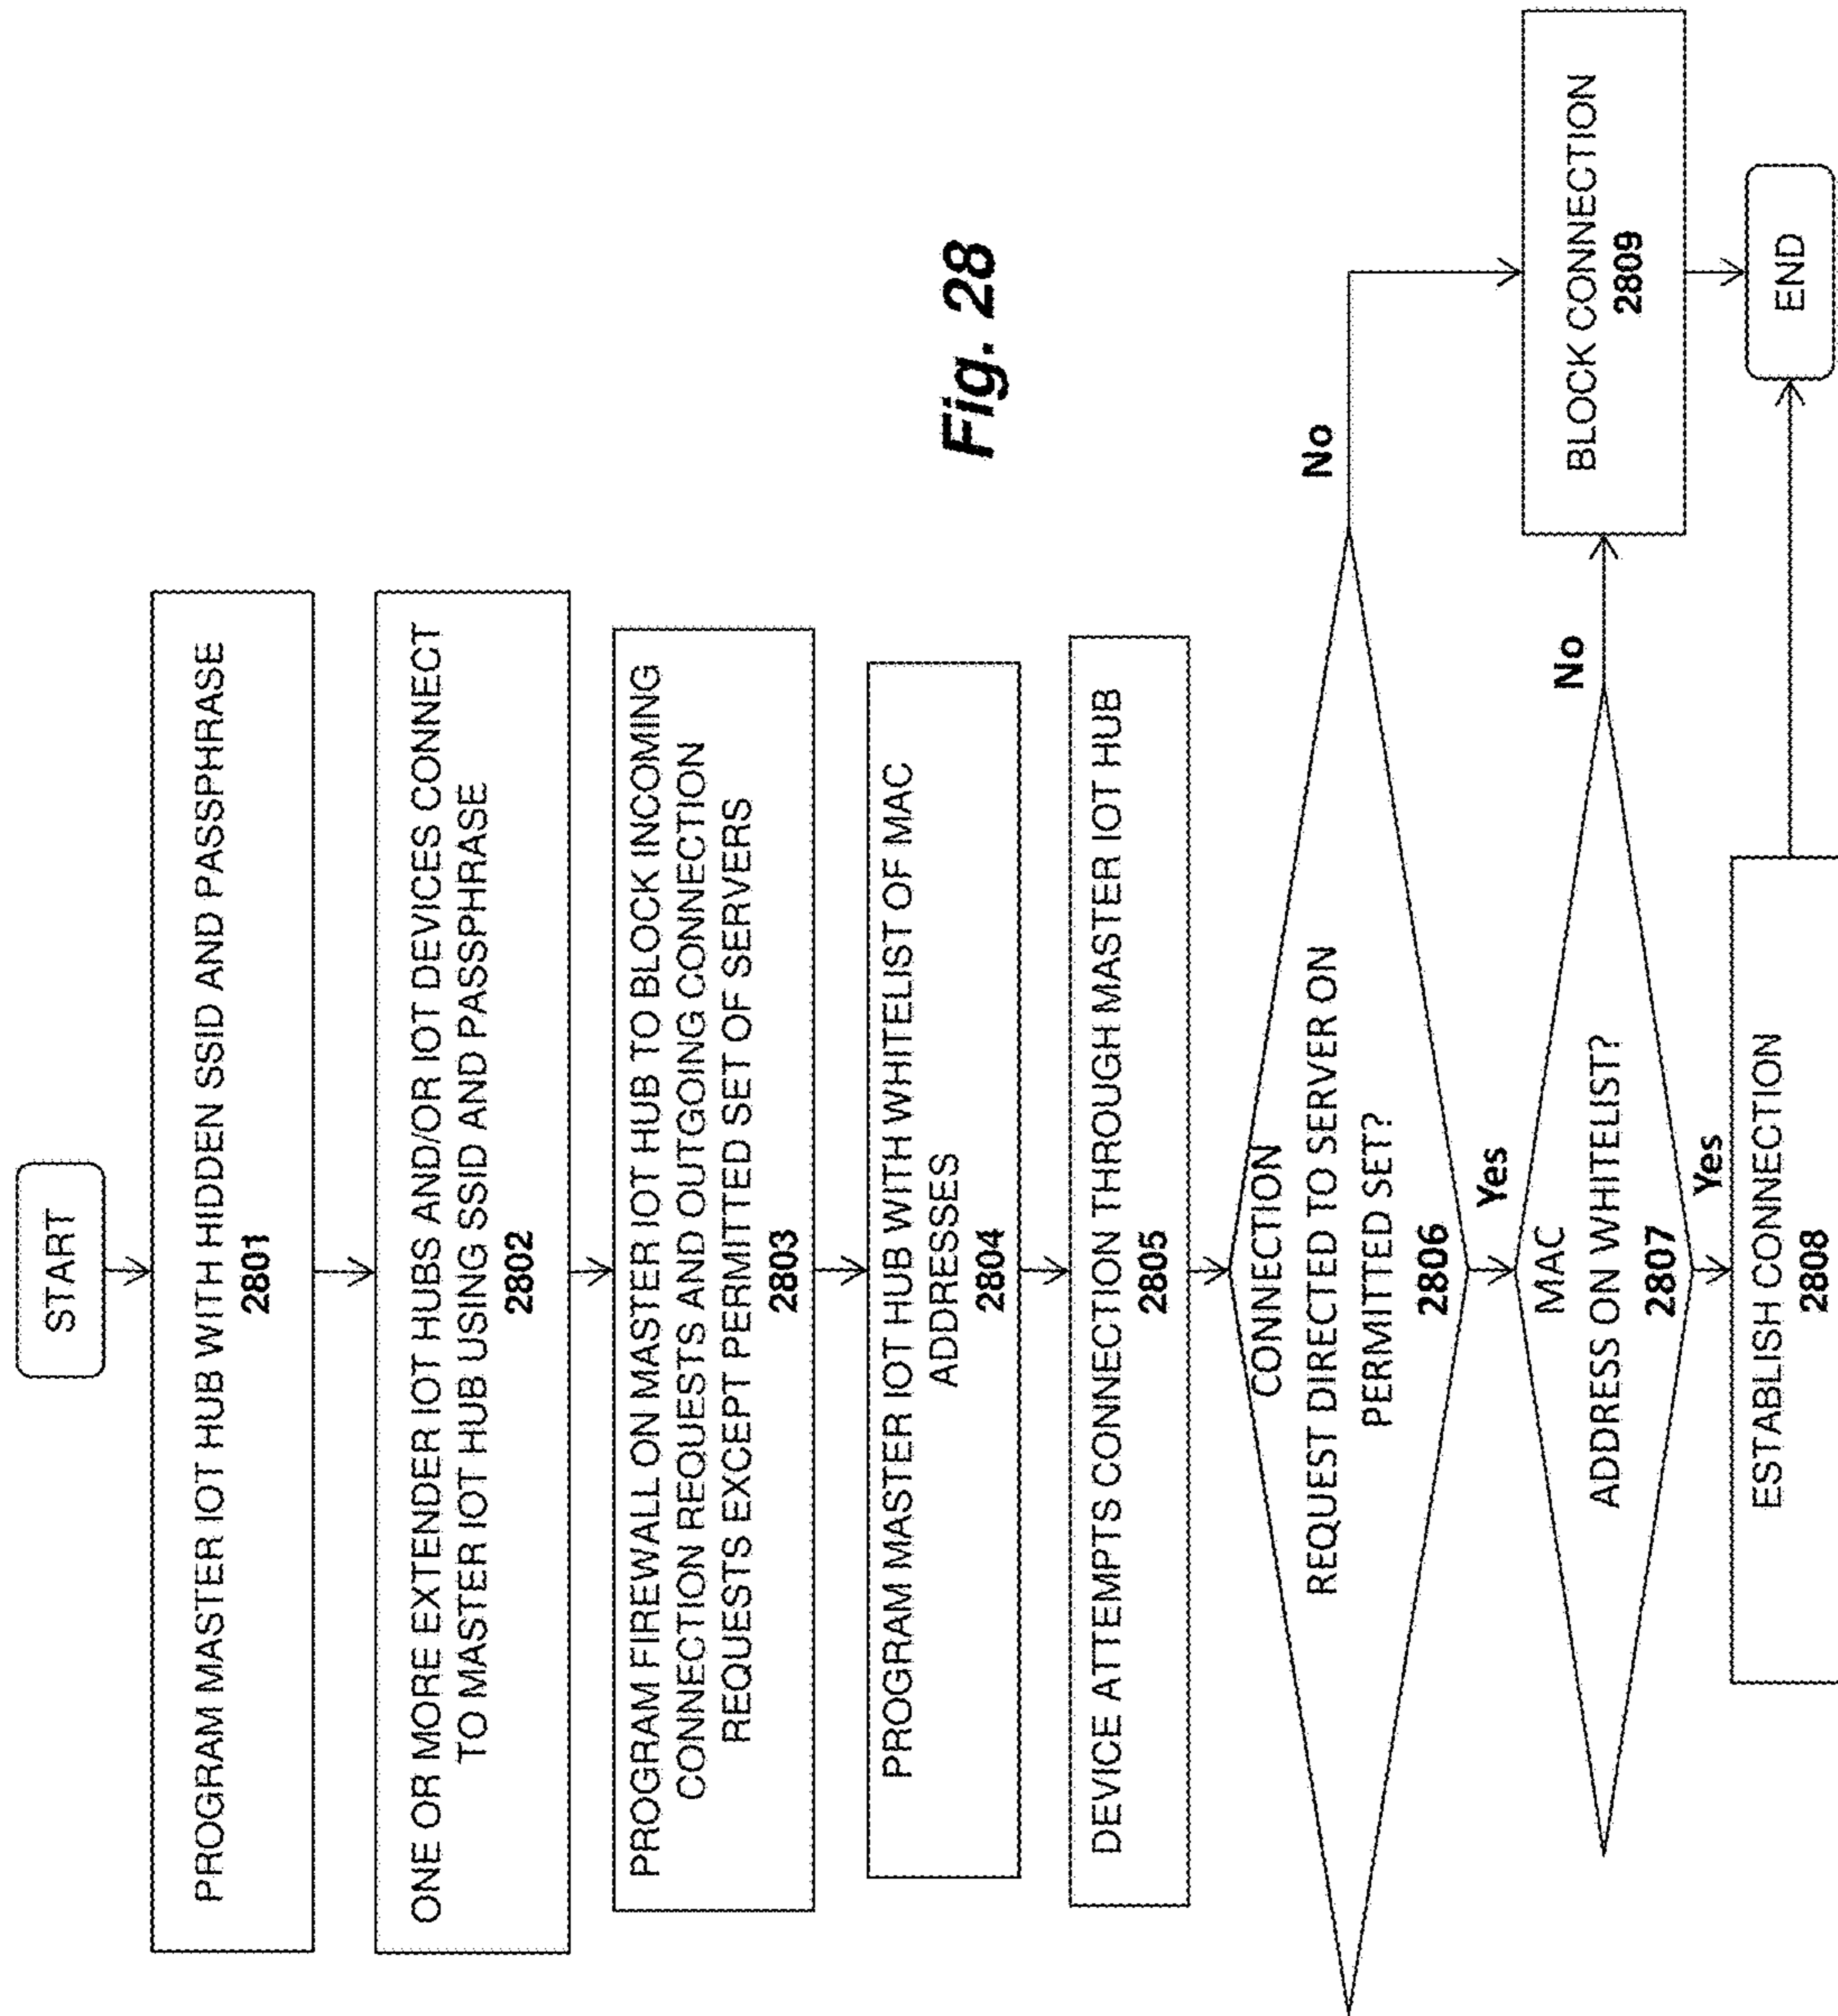 START
PROGRAM MASTER IOT HUB WITH HIDDEN SSID AND PASSPHRASE
2801
ONE OR MORE EXTENDER IOT HUBS AND/OR IOT DEVICES CONNECT
TO MASTER IOT HUB USING SSID AND PASSPHRASE
2802
PROGRAM FIREWALL ON MASTER IOT HUB TO BLOCK INCOMING
CONNECTION REQUESTS AND OUTGOING CONNECTION
REQUESTS EXCEPT PERMITTED SET OF SERVERS
2803
PROGRAM MASTER IOT HUB WITH WHITELIST OF MAC
ADDRESSES
2804
DEVICE ATTEMPTS CONNECTION THROUGH MASTER IOT HUB
2805
CONNECTION
REQUEST DIRECTED TO SERVER ON
PERMITTED SET?
2806
No
Yes
MAC
ADDRESS ON WHITELIST?
2807
No
Yes
ESTABLISH CONNECTION
2808
BLOCK CONNECTION
2809
END
Fig. 28